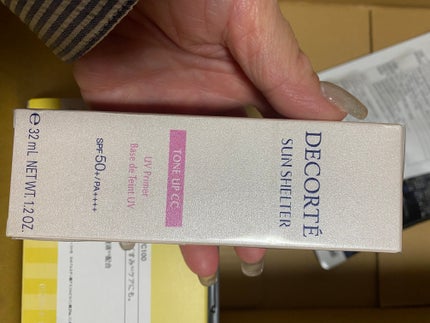 DECORTÉ
SUN SHELTER
TONE UP CC
UV Primer
Base de Teint UV
SPF50+/PA++++
℮ 32 mL NET WT. 1.2 OZ.